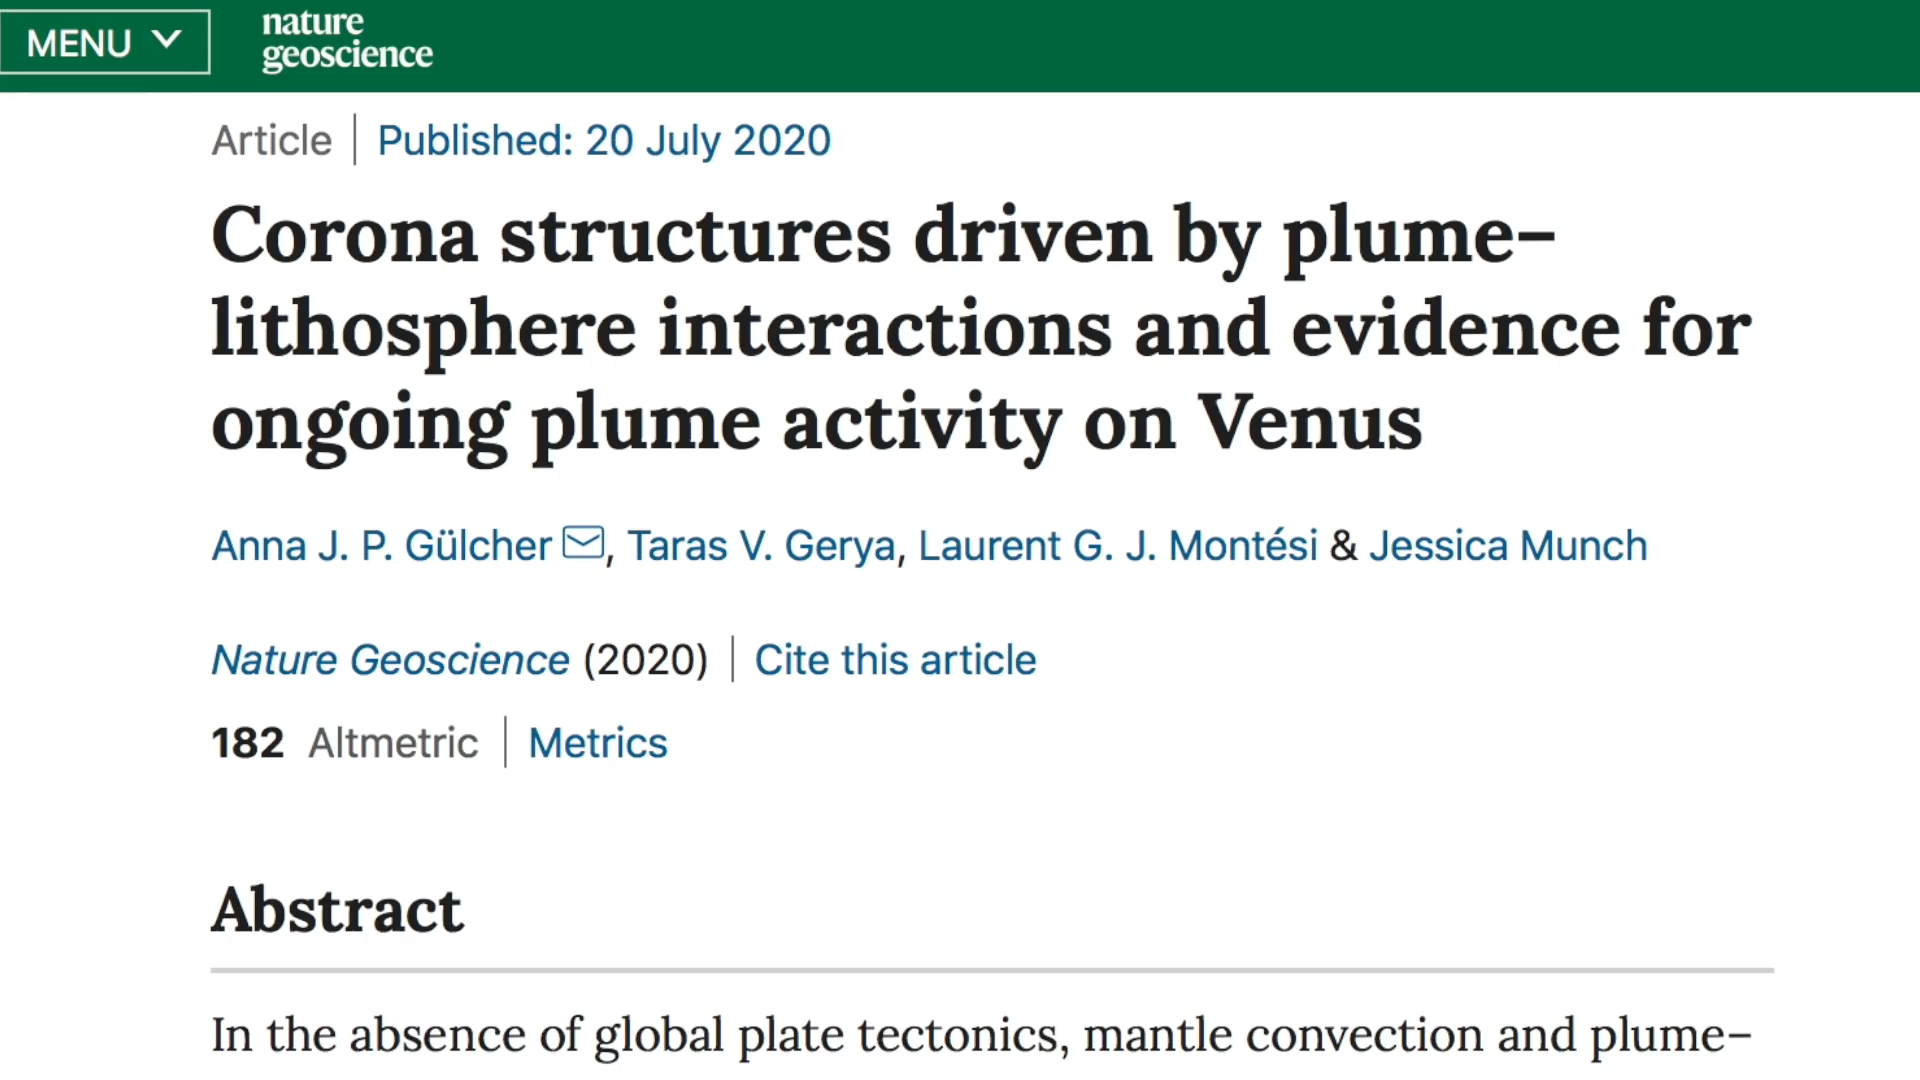 MENU
nature
geoscience
Article | Published: 20 July 2020
Corona structures driven by plume–
lithosphere interactions and evidence for
ongoing plume activity on Venus
Anna J. P. Gülcher, Taras V. Gerya, Laurent G. J. Montési & Jessica Munch
Nature Geoscience (2020) | Cite this article
182 Altmetric | Metrics
Abstract
In the absence of global plate tectonics, mantle convection and plume–